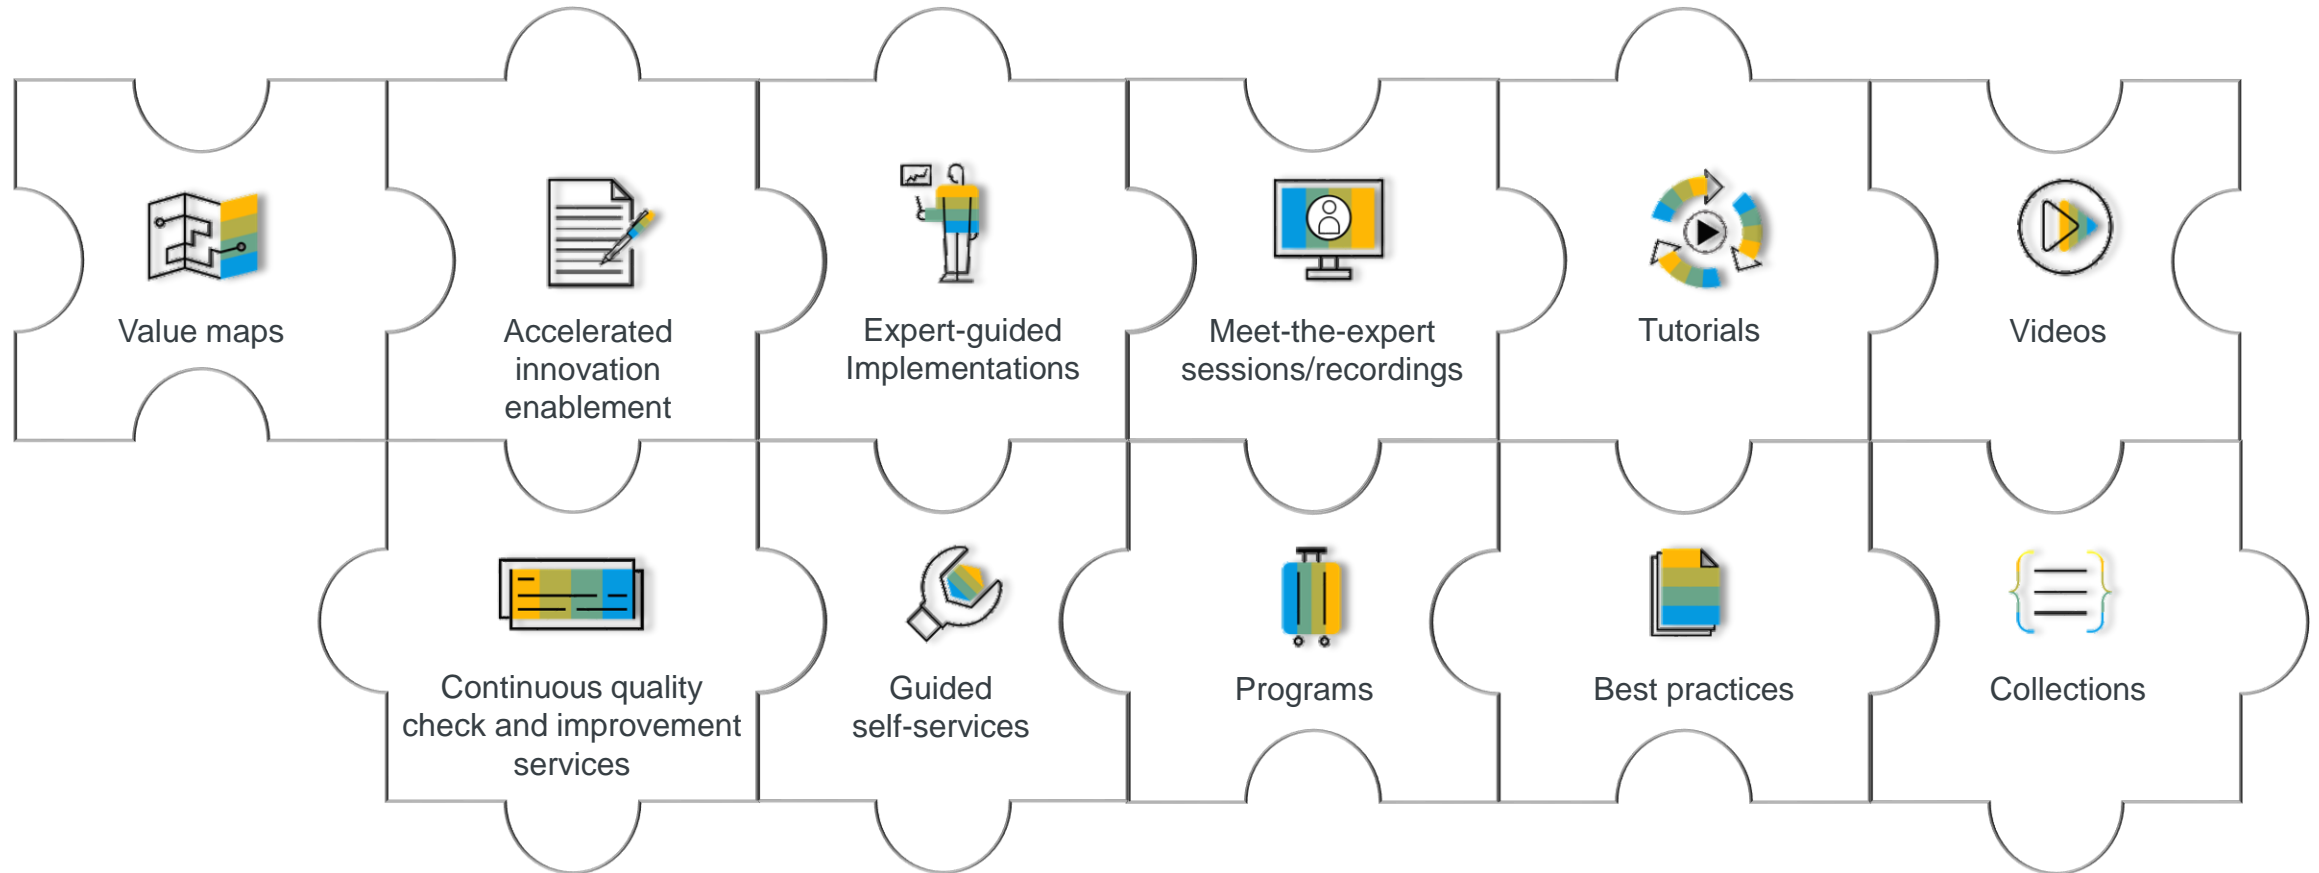 Value maps
Accelerated
innovation
enablement
Expert-guided
Implementations
Meet-the-expert
sessions/recordings
Tutorials
Videos
Continuous quality
check and improvement
services
Guided
self-services
Programs
Best practices
Collections